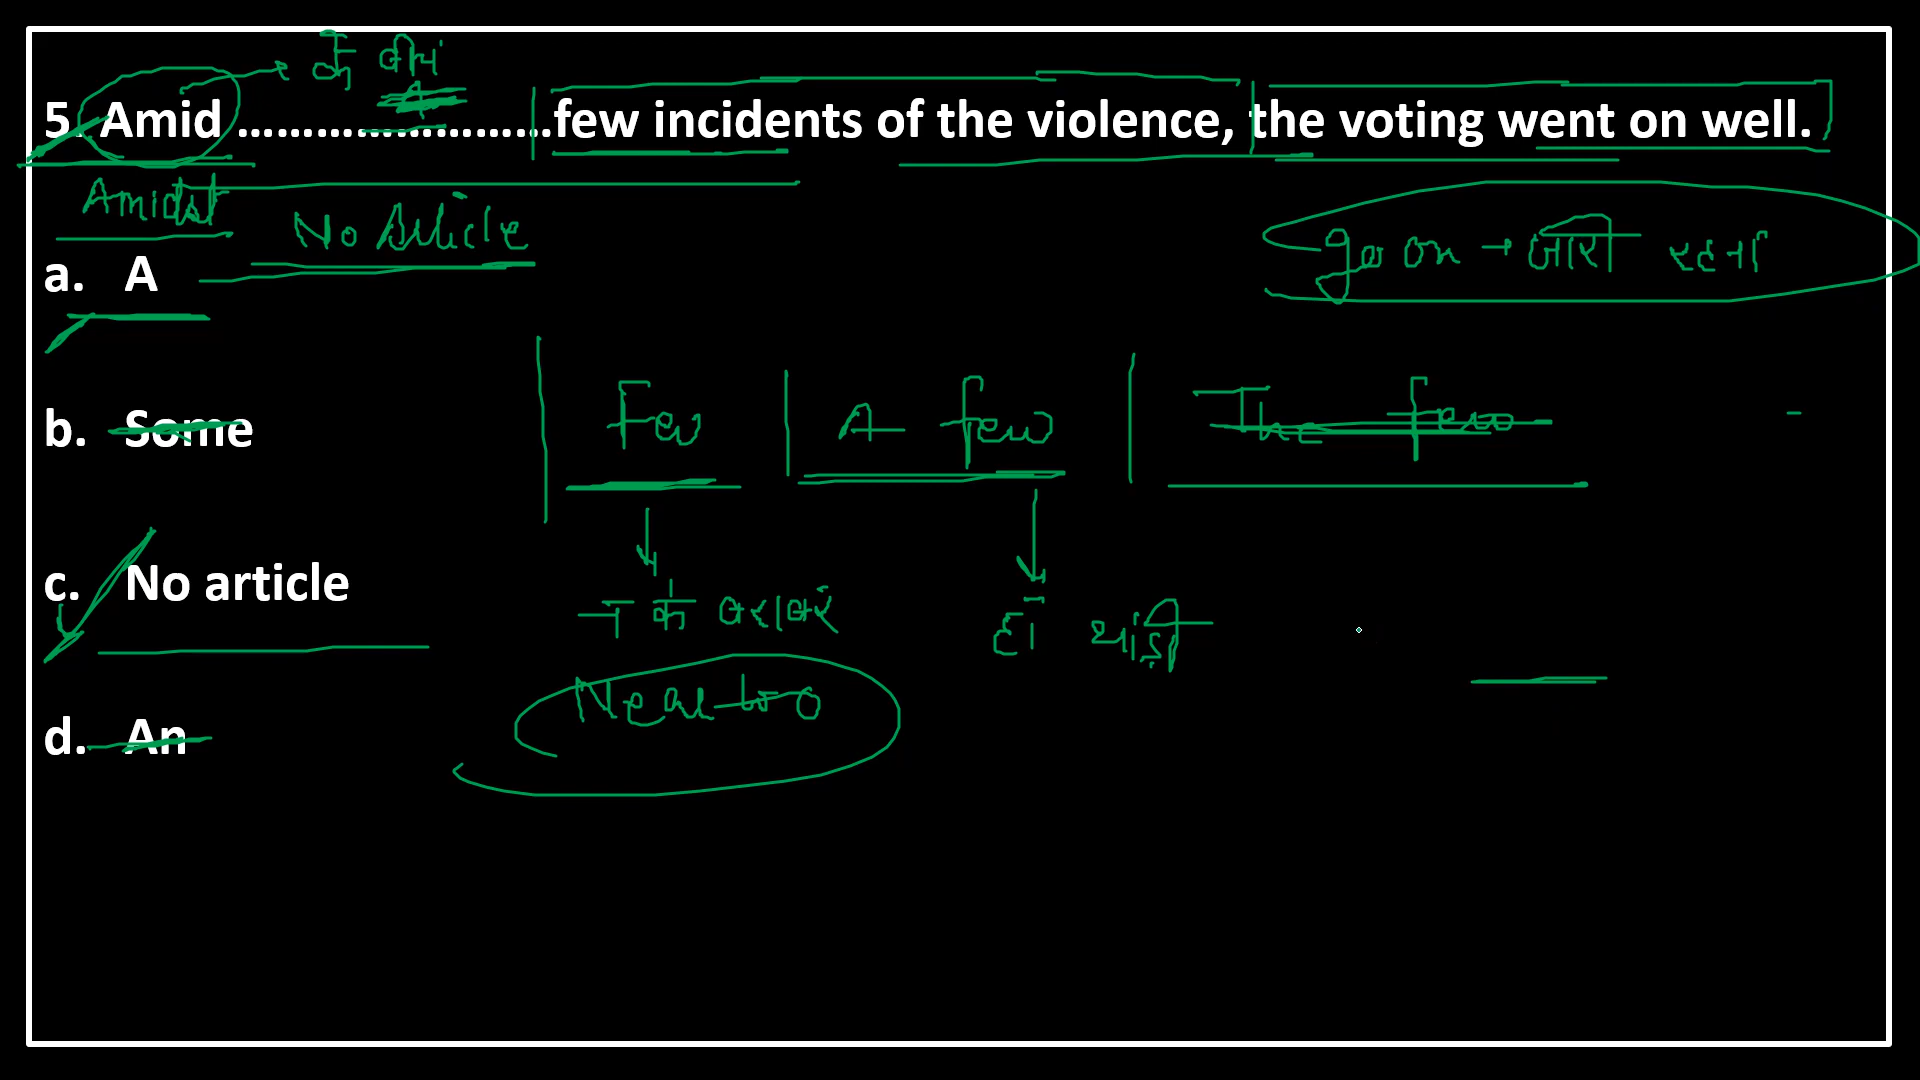 के बीच
5. Amid ........................few incidents of the violence, the voting went on well.
Amidst
No Article
go on → जारी रहना
a. A
b. Some
Few | A few | The few
c. No article
न के बराबर
हाँ थोड़ी
Near to 0
d. An